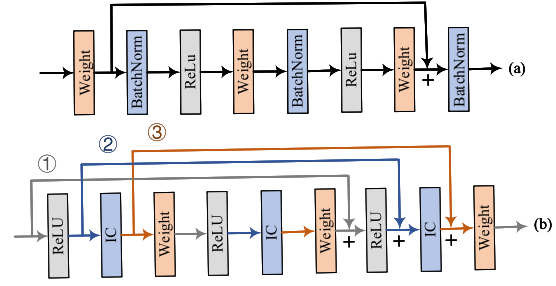 Weight
BatchNorm
ReLu
Weight
BatchNorm
ReLu
Weight
+
BatchNorm
(a)
①
②
③
ReLU
IC
Weight
ReLU
IC
Weight
+
ReLU
+
IC
+
Weight
(b)